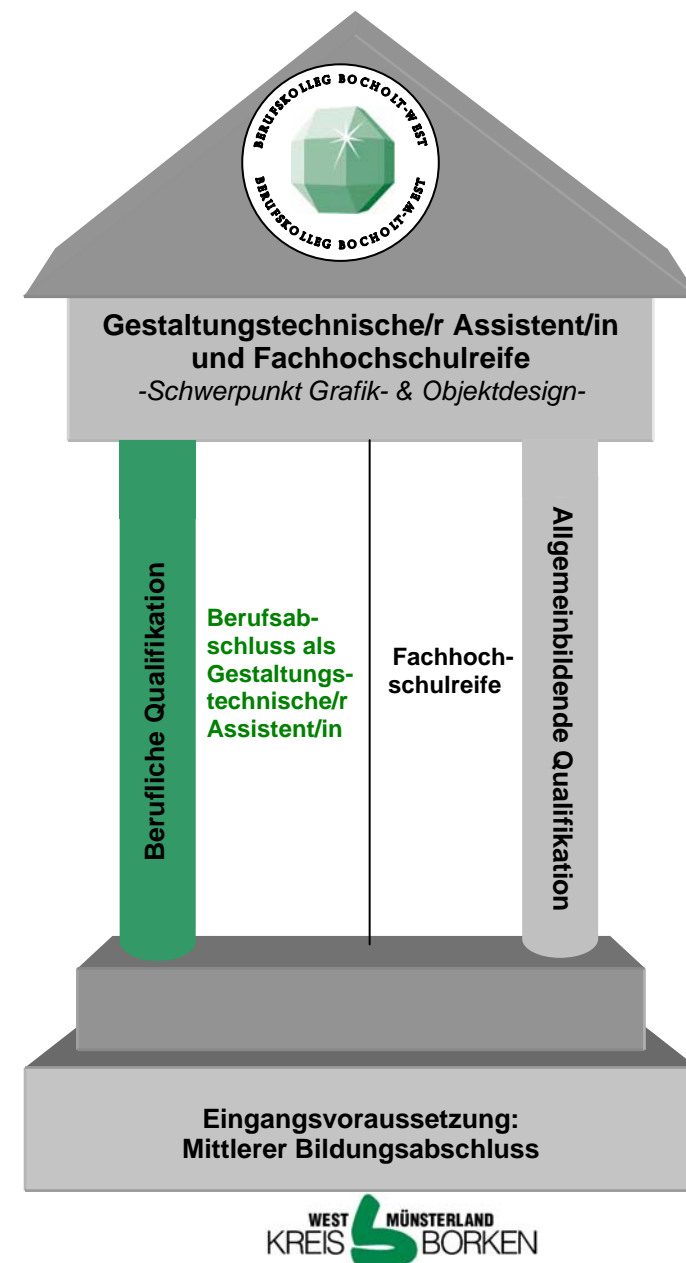 BERUFSKOLLEG BOCHOLT-WEST
BERUFSKOLLEG BOCHOLT-WEST
Gestaltungstechnische/r Assistent/in
und Fachhochschulreife
-Schwerpunkt Grafik- & Objektdesign-
Berufliche Qualifikation
Berufsab-
schluss als
Gestaltungs-
technische/r
Assistent/in
Fachhoch-
schulreife
Allgemeinbildende Qualifikation
Eingangsvoraussetzung:
Mittlerer Bildungsabschluss
WEST MÜNSTERLAND
KREIS BORKEN